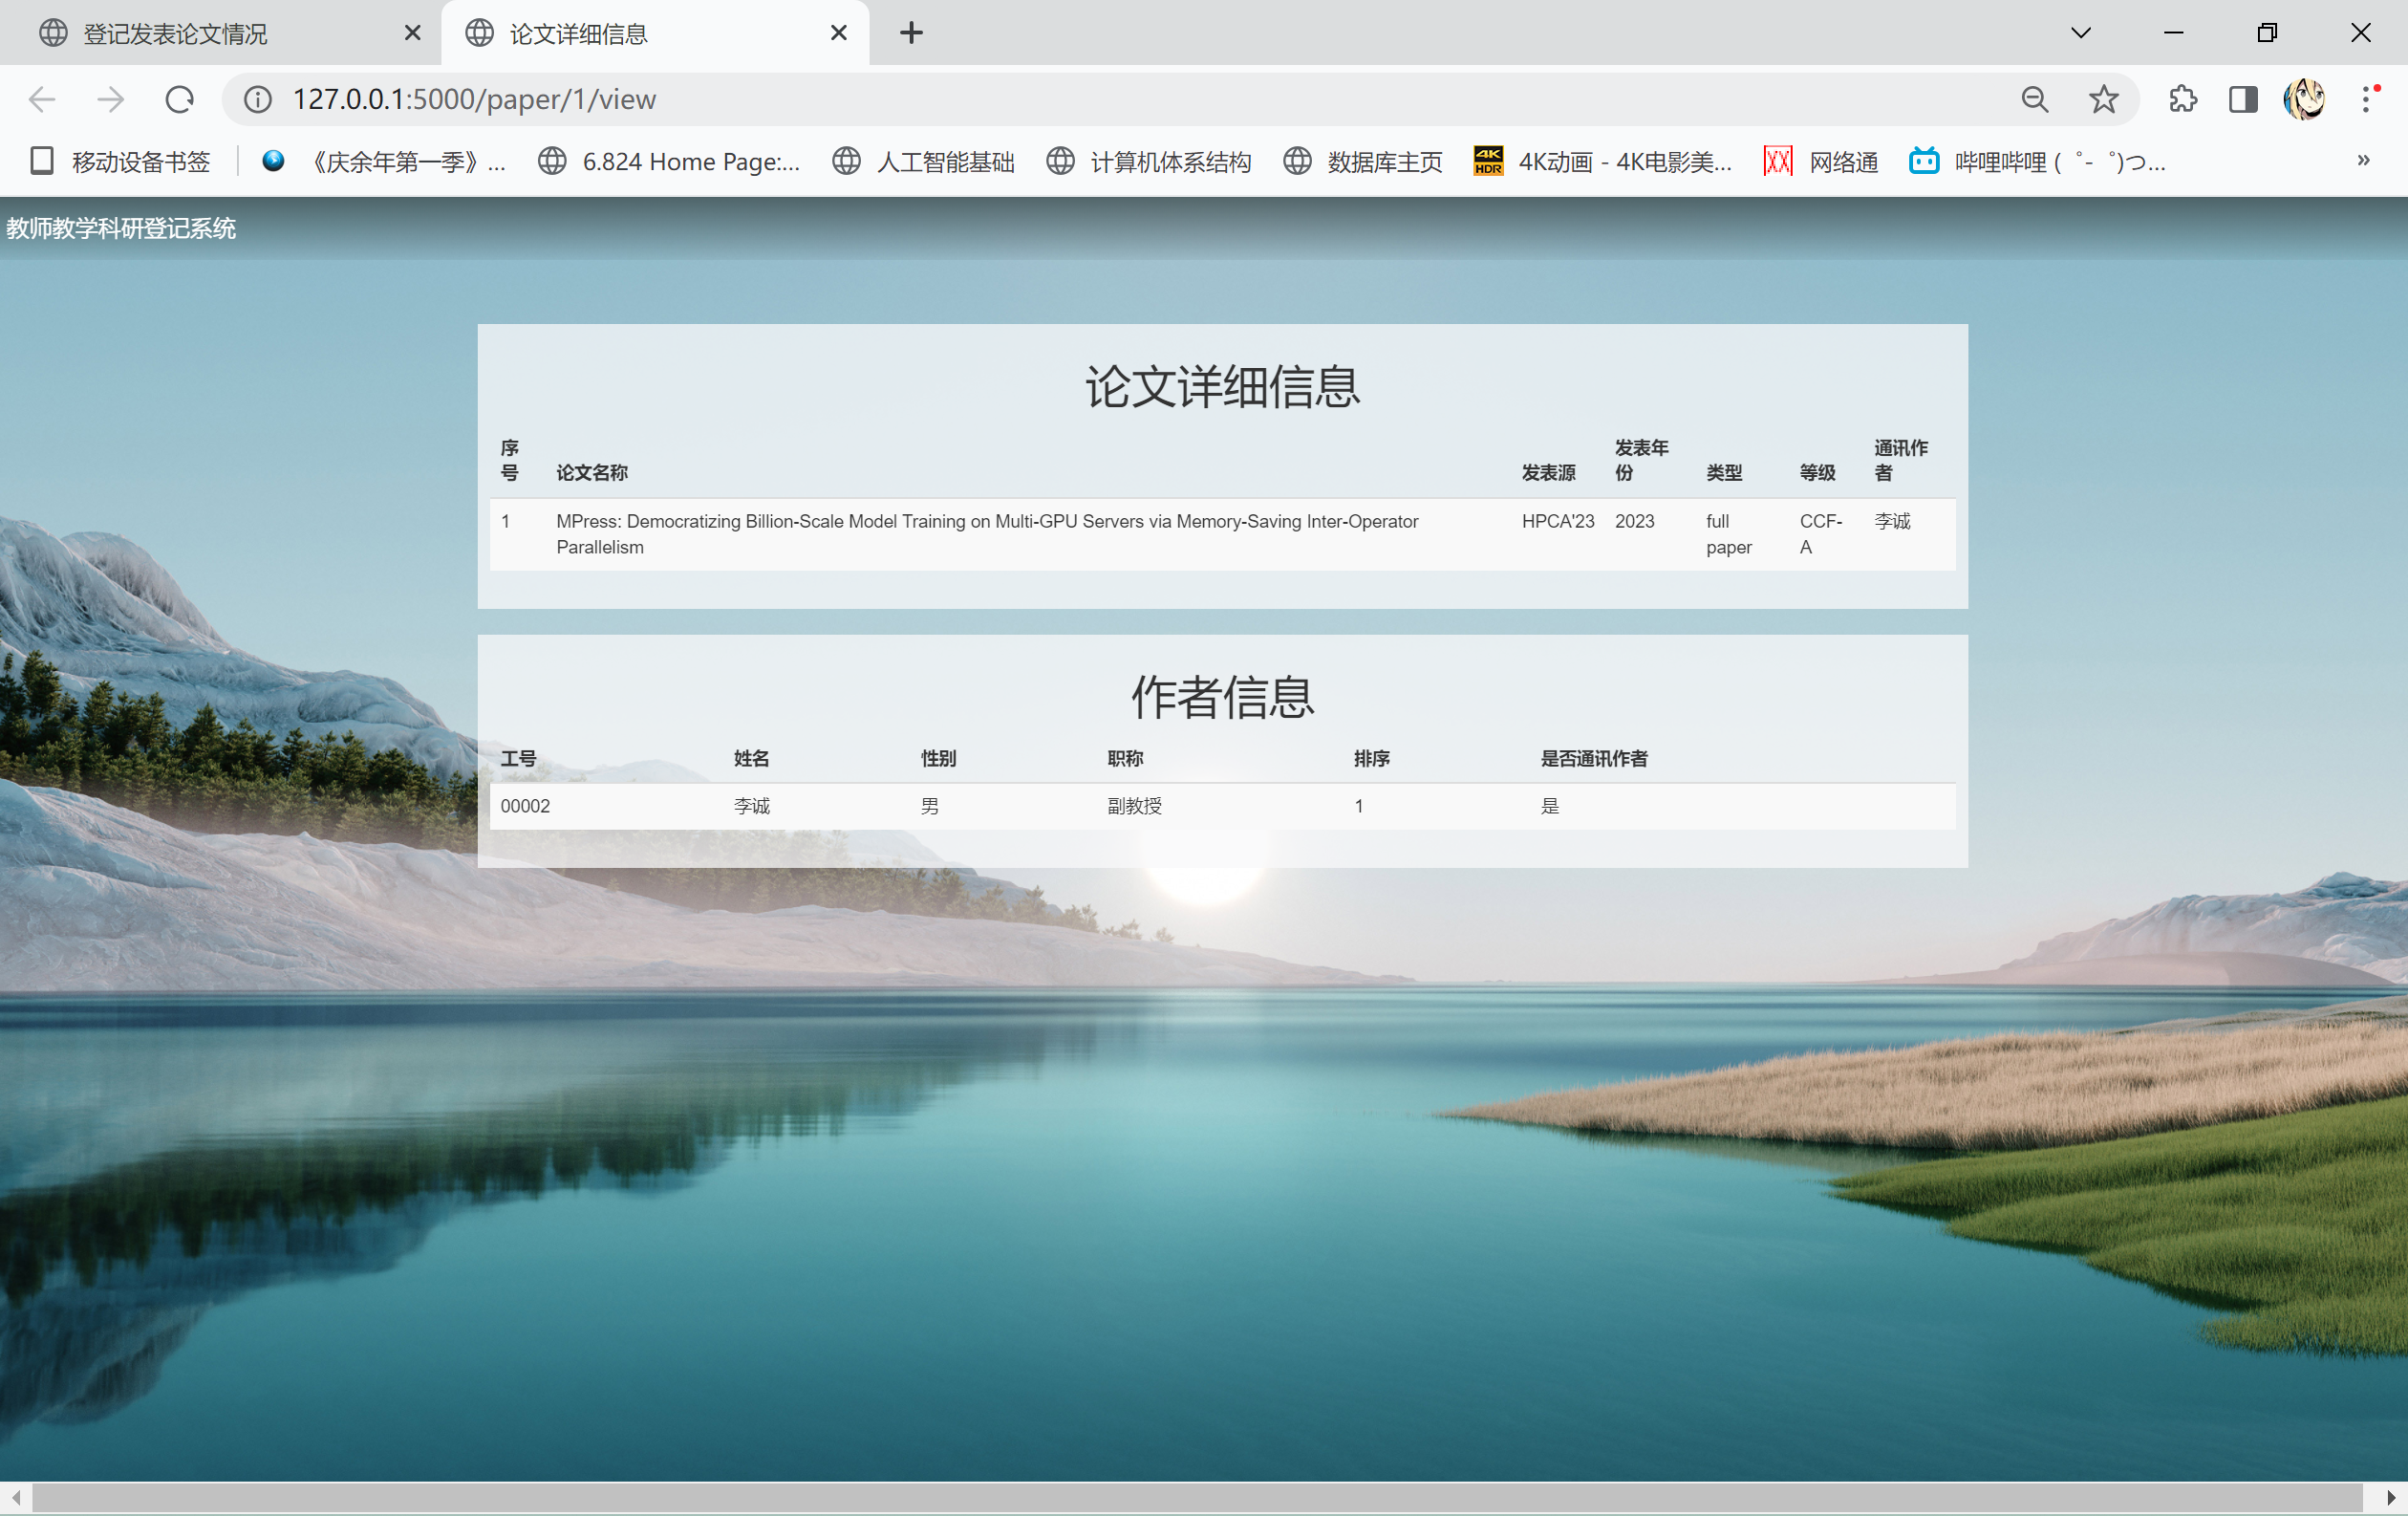 登记发表论文情况
论文详细信息
127.0.0.1:5000/paper/1/view
移动设备书签
《庆余年第一季》...
6.824 Home Page:...
人工智能基础
计算机体系结构
数据库主页
4K HDR
4K动画 - 4K电影美...
网络通
哔哩哔哩 (゜-゜)つ...
»
教师教学科研登记系统
论文详细信息
序号 论文名称 发表源 发表年份 类型 等级 通讯作者
1 MPress: Democratizing Billion-Scale Model Training on Multi-GPU Servers via Memory-Saving Inter-Operator Parallelism HPCA'23 2023 full paper CCF-A 李诚
作者信息
工号 姓名 性别 职称 排序 是否通讯作者
00002 李诚 男 副教授 1 是